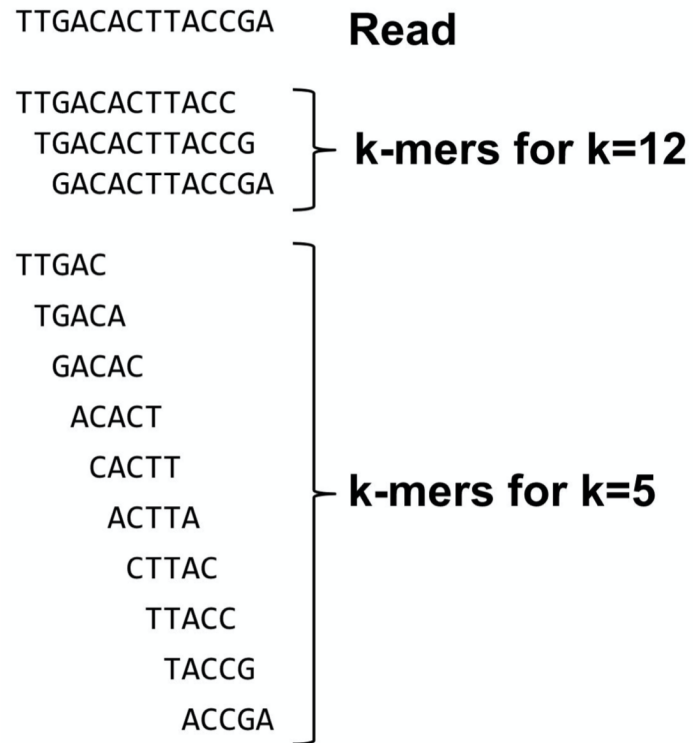 TTGACACTTACCGA Read
TTGACACTTACC
TGACACTTACCG
GACACTTACCGA
k-mers for k=12
TTGAC
TGACA
GACAC
ACACT
CACTT
ACTTA
CTTAC
TTACC
TACCG
ACCGA
k-mers for k=5